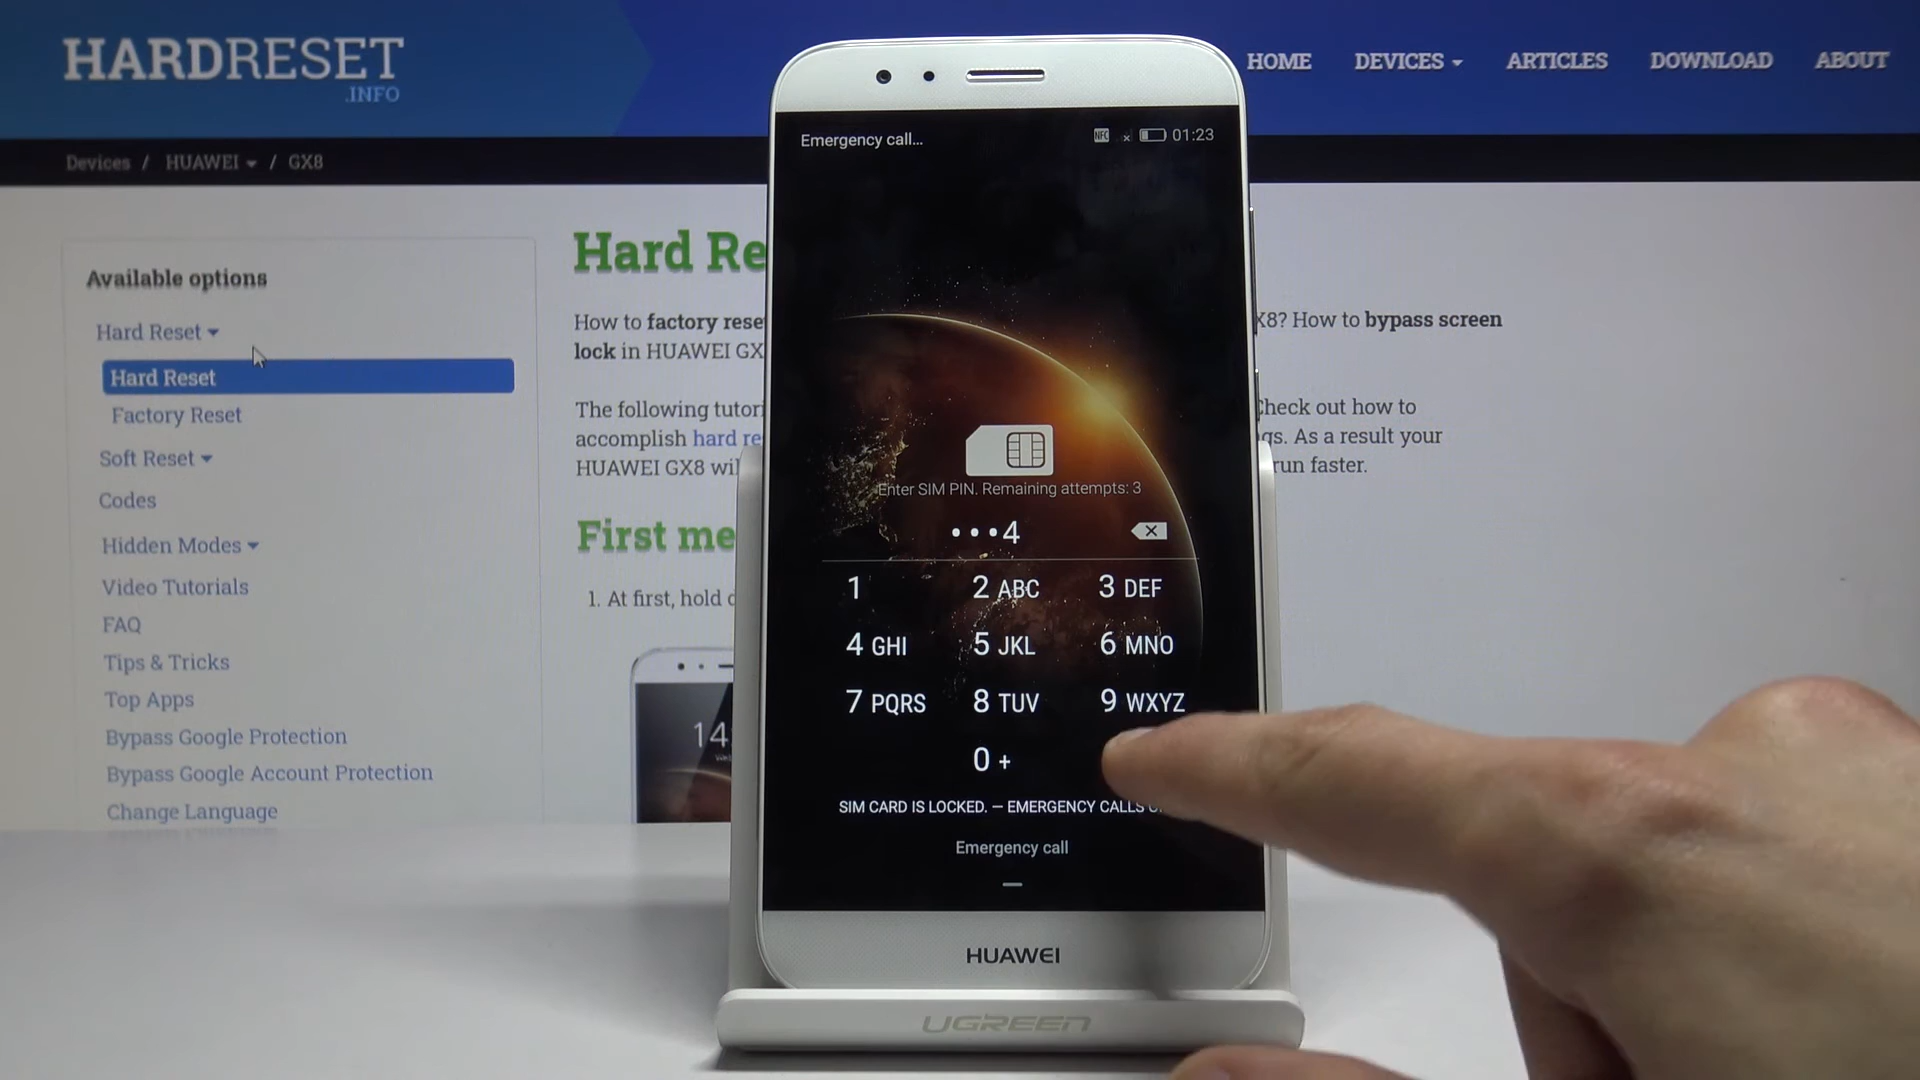 HARDRESET
.INFO
HOME DEVICES ARTICLES DOWNLOAD ABOUT
Devices / HUAWEI / GX8
Available options
Hard Reset
Hard Reset
Factory Reset
Soft Reset
Codes
Hidden Modes
Video Tutorials
FAQ
Tips & Tricks
Top Apps
Bypass Google Protection
Bypass Google Account Protection
Change Language
Hard Re
How to factory rese
X8? How to bypass screen
lock in HUAWEI GX
The following tutori
Check out how to
accomplish hard re
gs. As a result your
HUAWEI GX8 wil
run faster.
First me
1. At first, hold d
14
Emergency call...
NFC
01:23
Enter SIM PIN. Remaining attempts: 3
•••4
1 2 ABC 3 DEF
4 GHI 5 JKL 6 MNO
7 PQRS 8 TUV 9 WXYZ
0 +
SIM CARD IS LOCKED. — EMERGENCY CALLS
Emergency call
HUAWEI
UGREEN